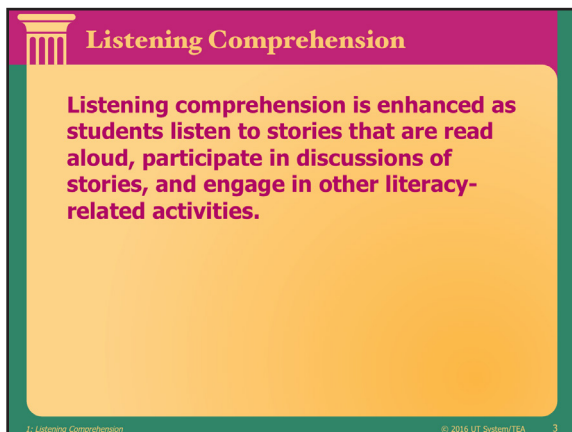 Listening Comprehension
Listening comprehension is enhanced as
students listen to stories that are read
aloud, participate in discussions of
stories, and engage in other literacy-
related activities.
1: Listening Comprehension
© 2016 UT System/TEA 3